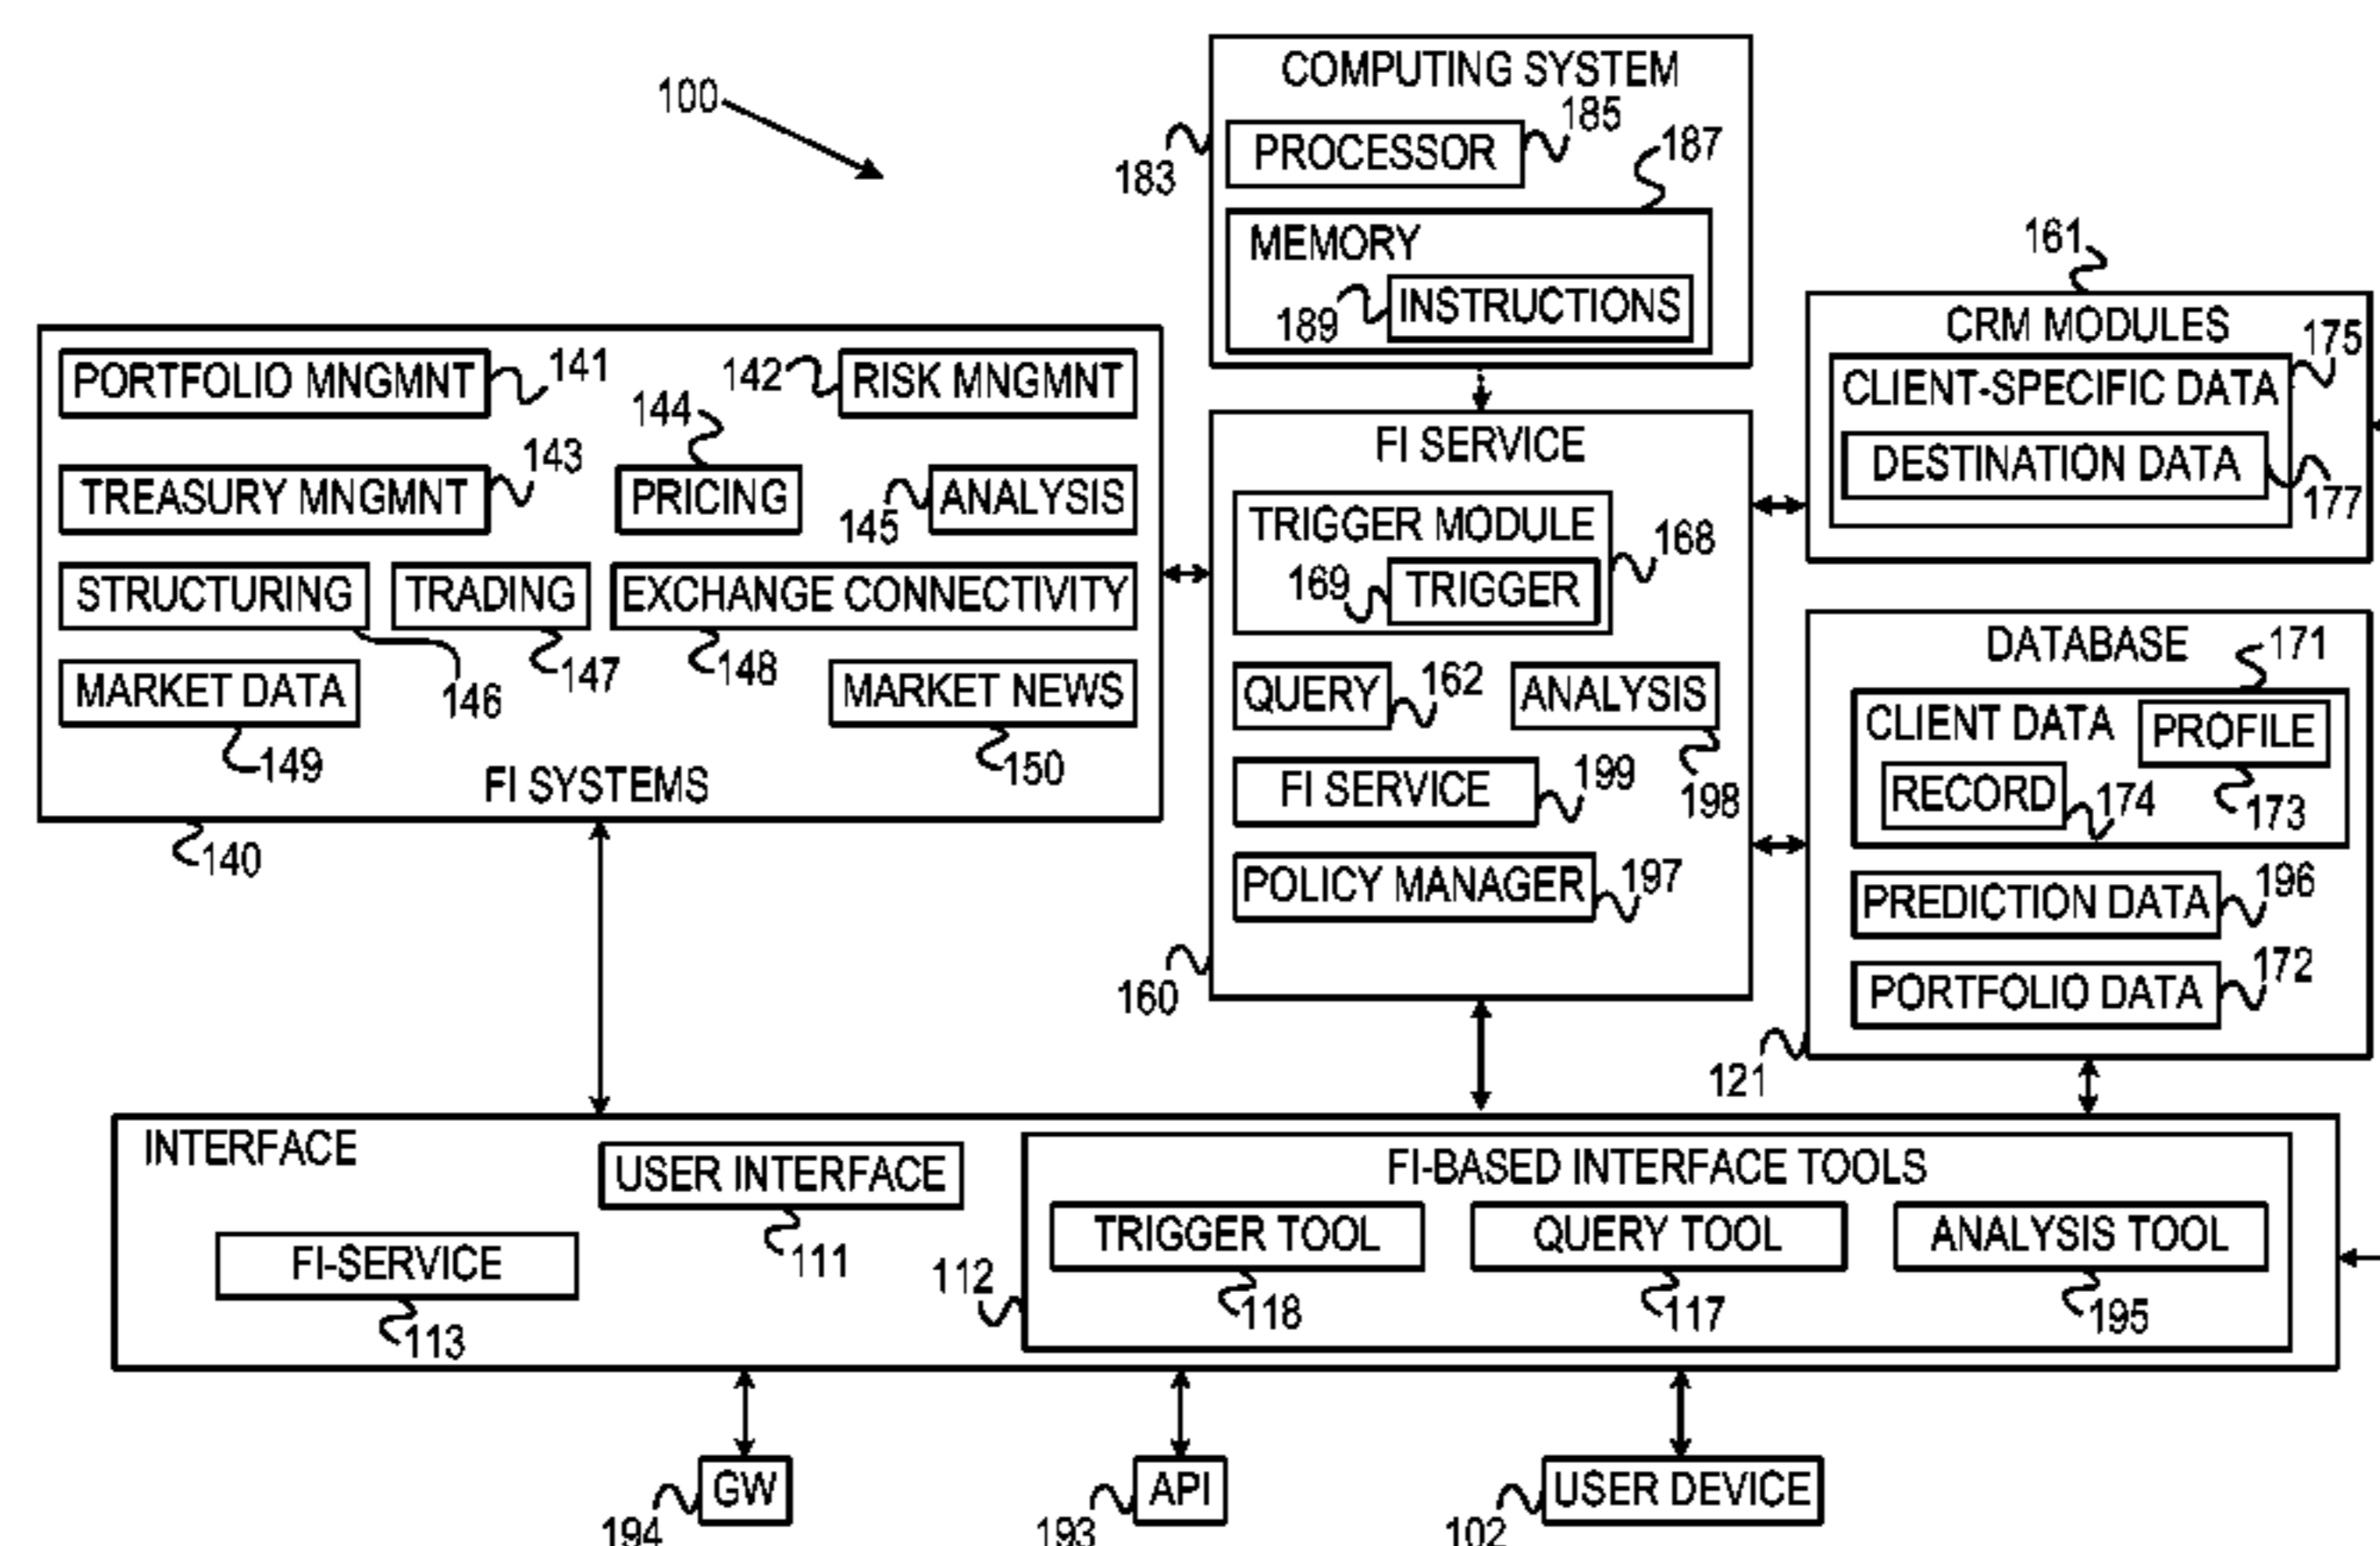 100
COMPUTING SYSTEM
PROCESSOR
185
183
187
MEMORY
189
INSTRUCTIONS
161
CRM MODULES
175
CLIENT-SPECIFIC DATA
DESTINATION DATA
177
PORTFOLIO MNGMNT
141
142
RISK MNGMNT
TREASURY MNGMNT
143
144
PRICING
145
ANALYSIS
STRUCTURING
TRADING
EXCHANGE CONNECTIVITY
146
147
148
MARKET DATA
149
MARKET NEWS
150
FI SYSTEMS
140
FI SERVICE
TRIGGER MODULE
168
169
TRIGGER
QUERY
162
ANALYSIS
198
FI SERVICE
199
POLICY MANAGER
197
160
DATABASE
171
CLIENT DATA
PROFILE
RECORD
174
173
PREDICTION DATA
196
PORTFOLIO DATA
172
121
INTERFACE
USER INTERFACE
111
FI-SERVICE
113
112
FI-BASED INTERFACE TOOLS
TRIGGER TOOL
QUERY TOOL
ANALYSIS TOOL
118
117
195
GW
194
API
193
USER DEVICE
102